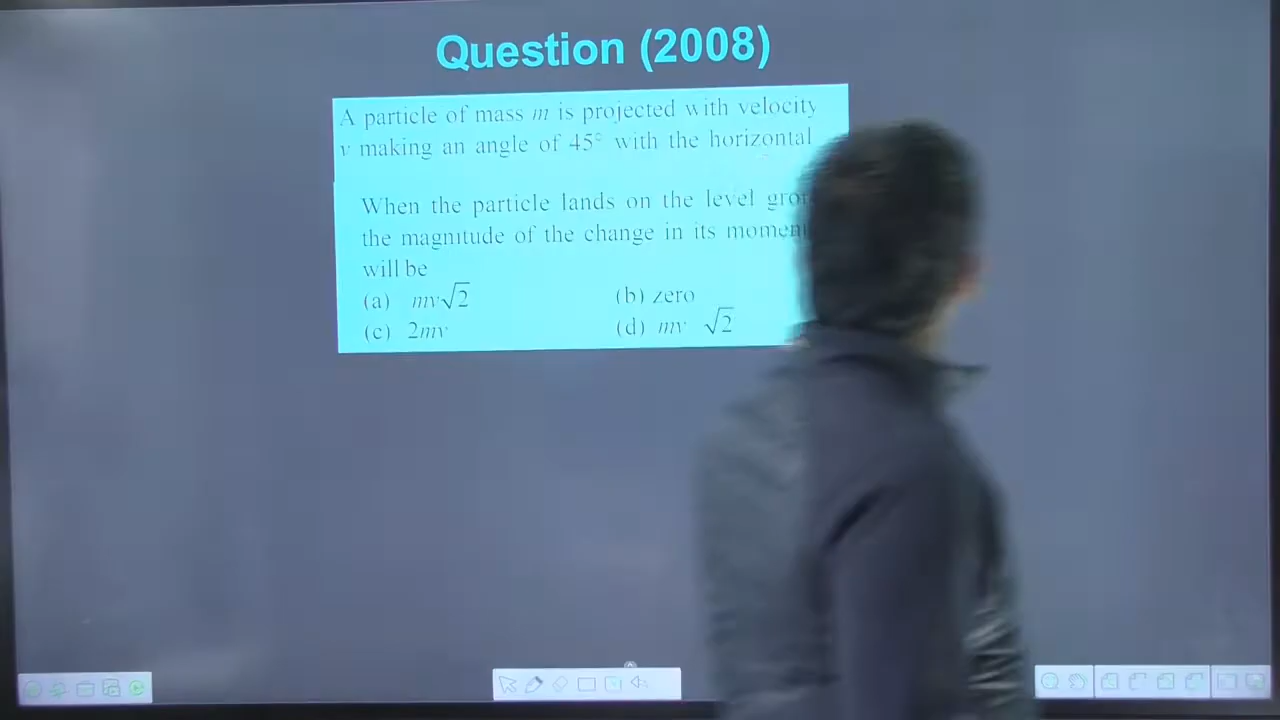 Question (2008)
A particle of mass m is projected with velocity
v making an angle of 45° with the horizontal
When the particle lands on the level
the magnitude of the change in its
will be
(a) mv√2 (b) zero
(c) 2mv (d) mv √2